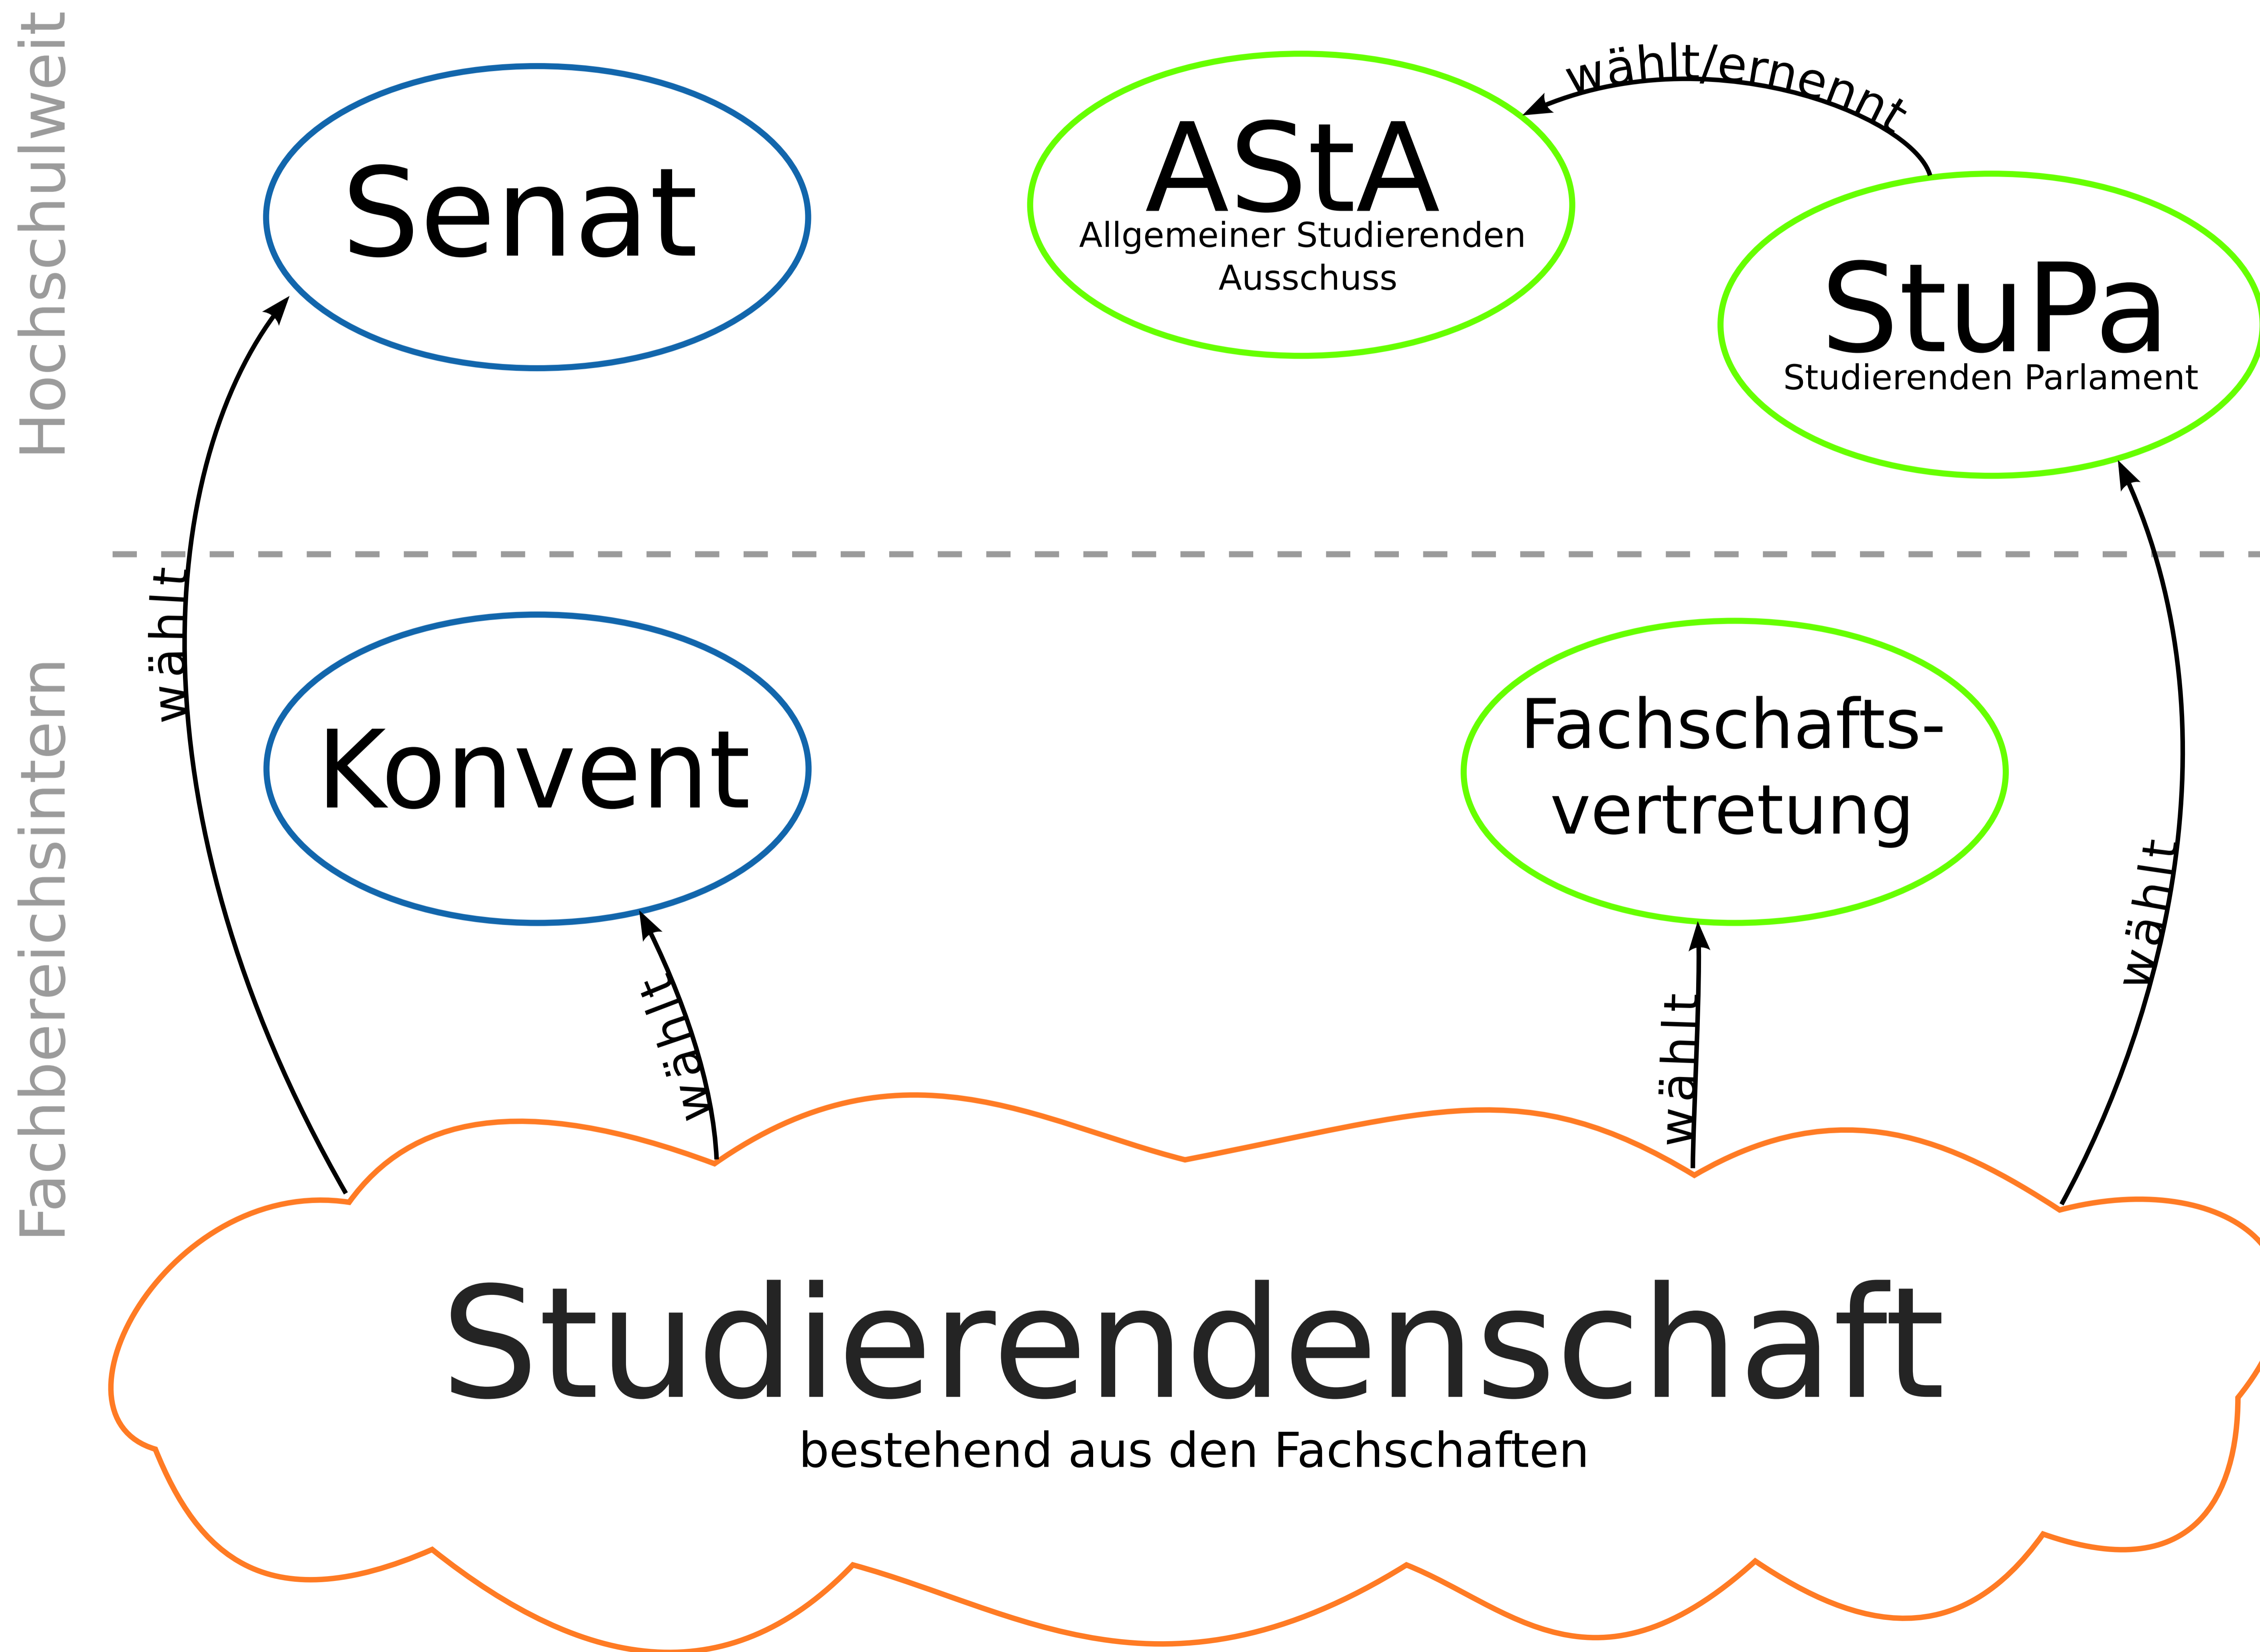 Hochschulweit
Senat
AStA
Allgemeiner Studierenden
Ausschuss
wählt/ernennt
StuPa
Studierenden Parlament
wählt
Fachbereichsintern
Konvent
Fachschafts-
vertretung
wählt
wählt
wählt
Studierendenschaft
bestehend aus den Fachschaften